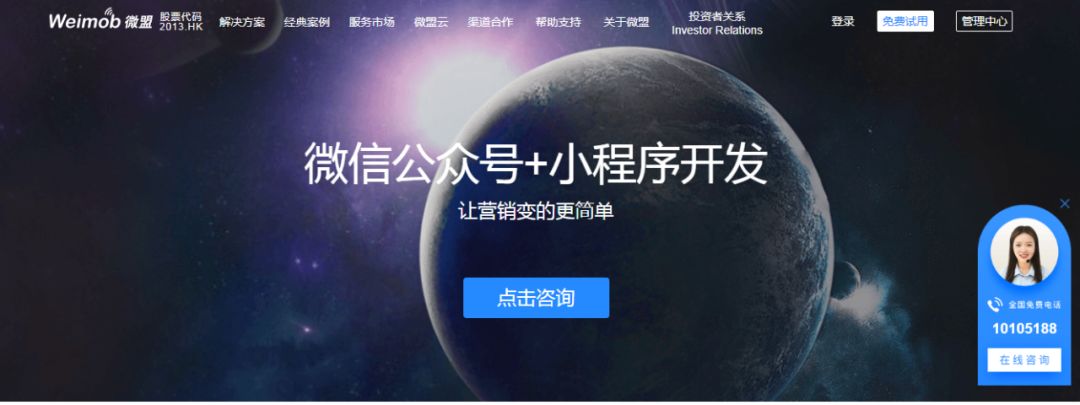 Weimob 微盟
股票代码
2013.HK
解决方案
经典案例
服务市场
微盟云
渠道合作
帮助支持
关于微盟
投资者关系
Investor Relations
登录
免费试用
管理中心
微信公众号+小程序开发
让营销变的更简单
点击咨询
全国免费电话
10105188
在线咨询